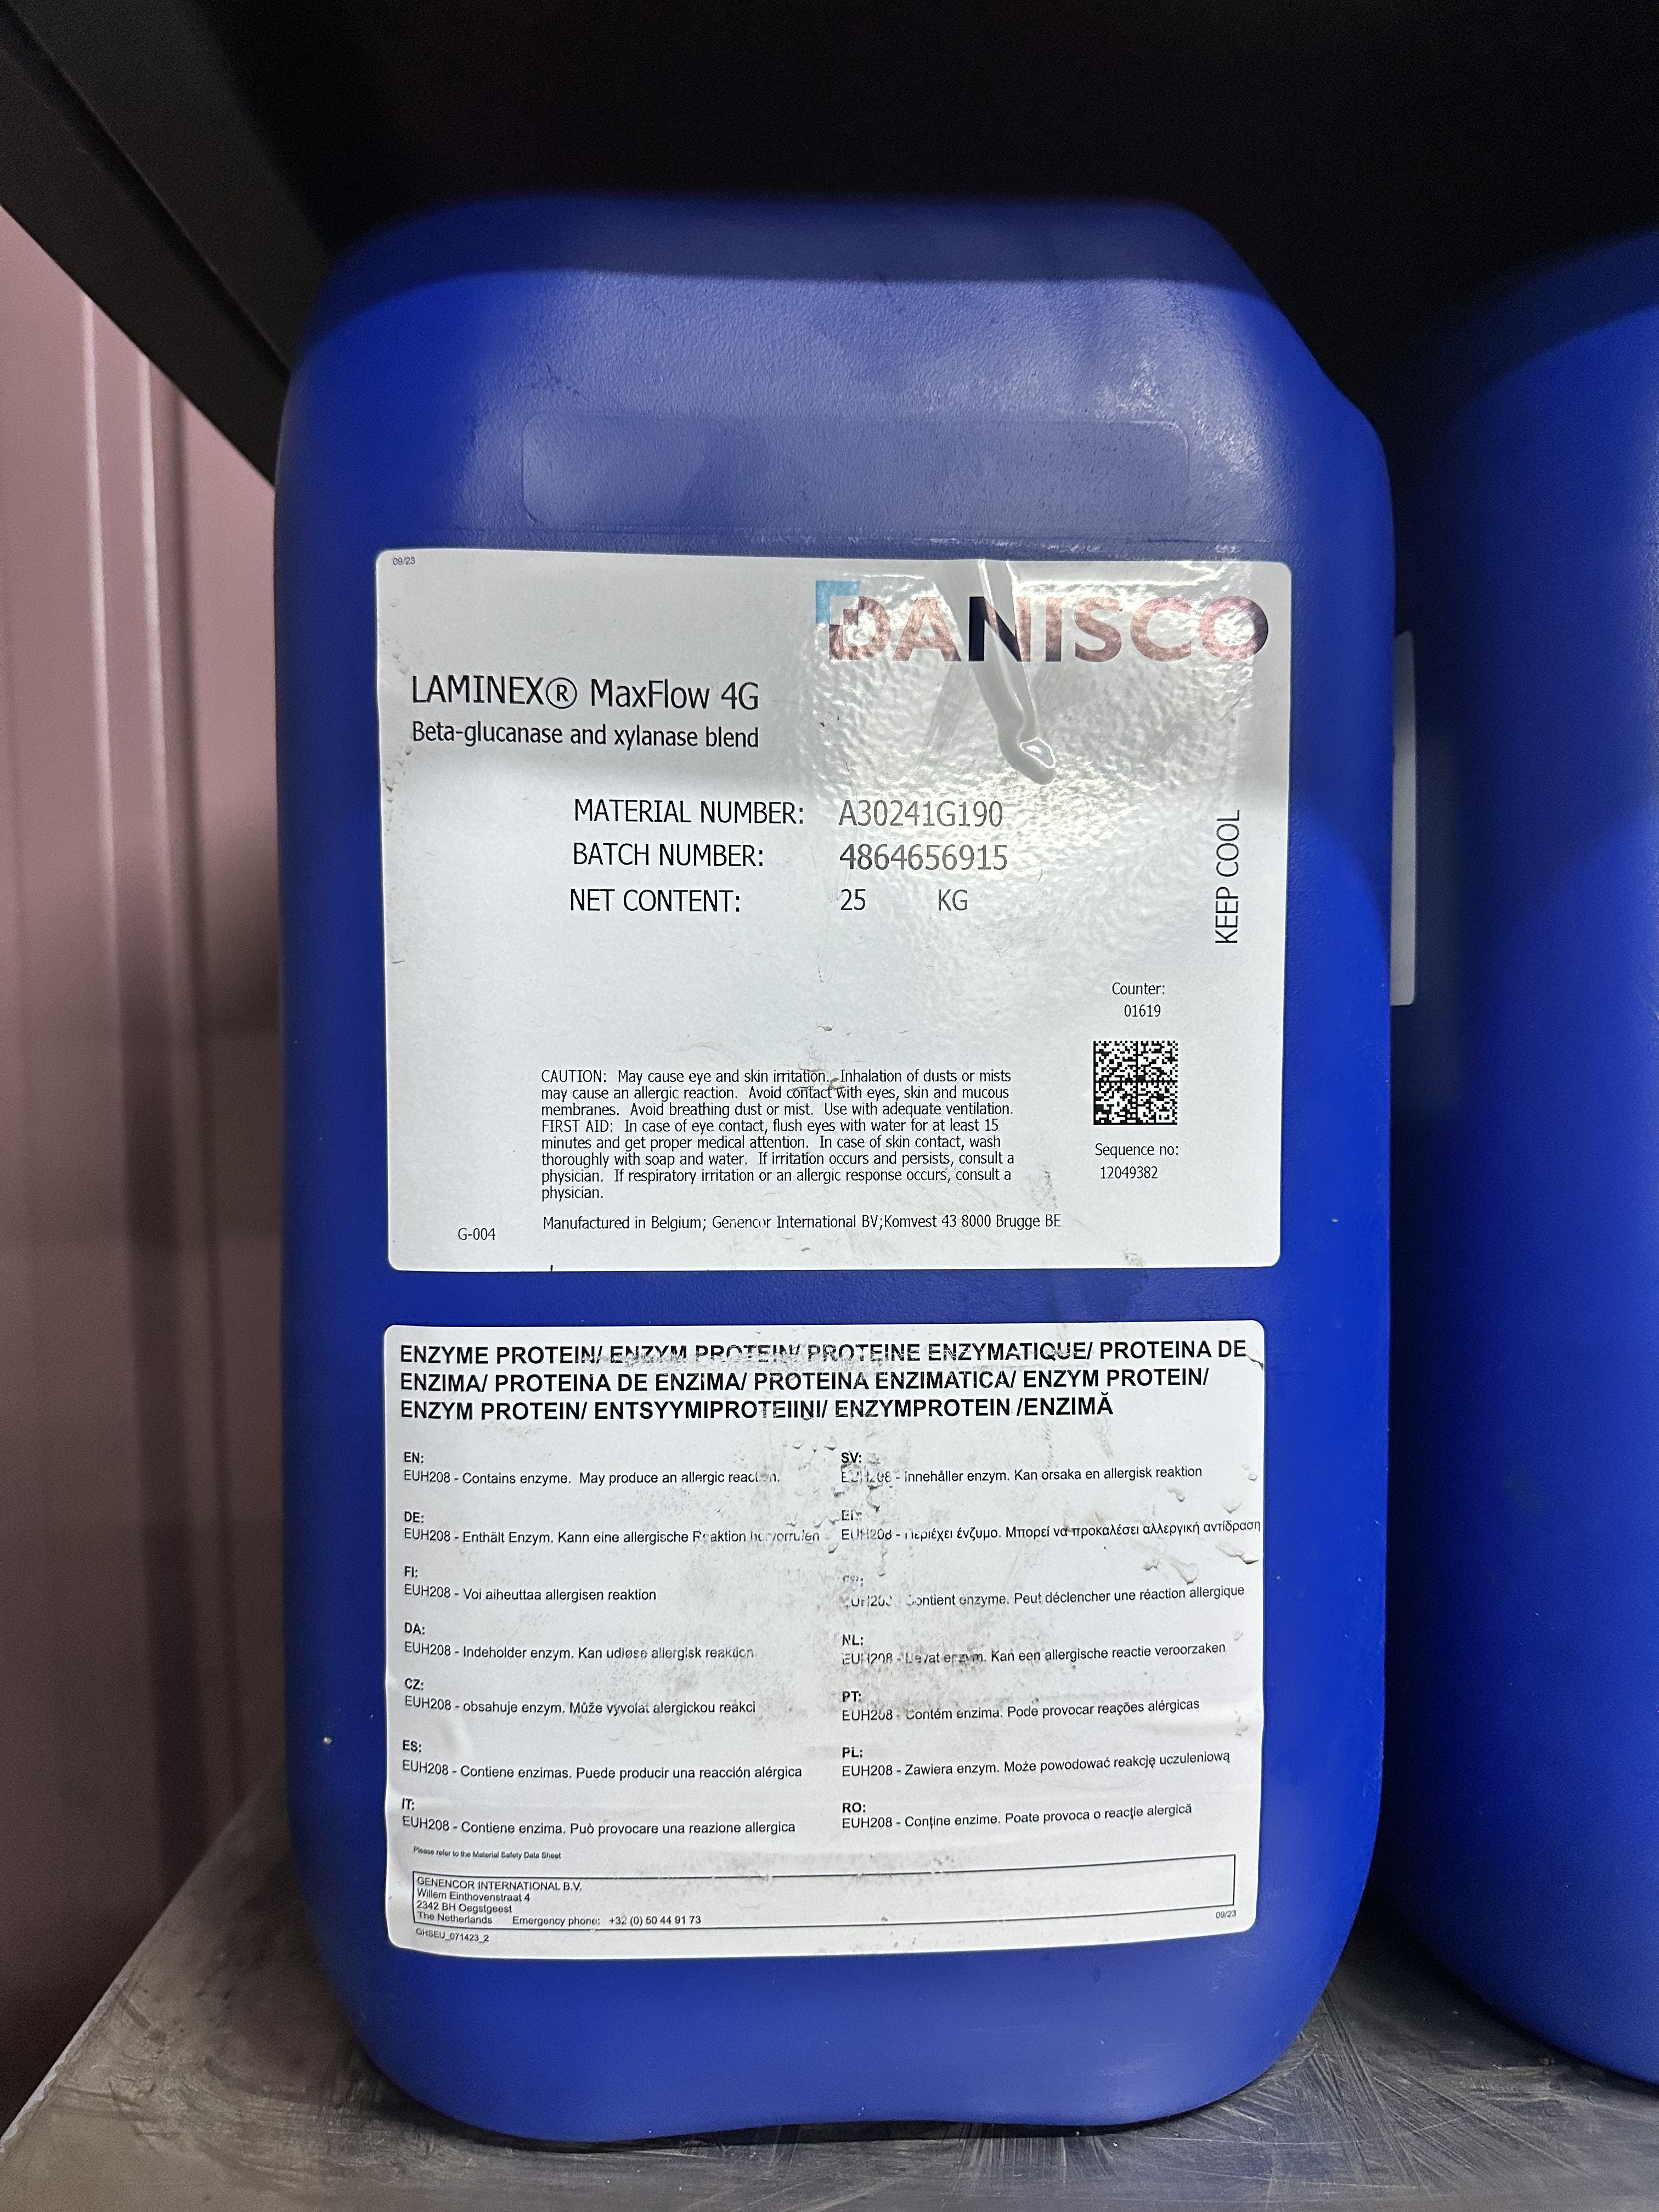 09/23
DANISCO
LAMINEX® MaxFlow 4G
Beta-glucanase and xylanase blend
MATERIAL NUMBER: A30241G190
BATCH NUMBER: 4864656915
NET CONTENT: 25 KG
KEEP COOL
Counter:
01619
CAUTION: May cause eye and skin irritation. Inhalation of dusts or mists
may cause an allergic reaction. Avoid contact with eyes, skin and mucous
membranes. Avoid breathing dust or mist. Use with adequate ventilation.
FIRST AID: In case of eye contact, flush eyes with water for at least 15
minutes and get proper medical attention. In case of skin contact, wash
thoroughly with soap and water. If irritation occurs and persists, consult a
physician. If respiratory irritation or an allergic response occurs, consult a
physician.
Sequence no:
12049382
Manufactured in Belgium; Genencor International BV;Komvest 43 8000 Brugge BE
G-004
ENZYME PROTEIN/ ENZYM PROTEIN/ PROTEINE ENZYMATIQUE/ PROTEINA DE
ENZIMA/ PROTEINA DE ENZIMA/ PROTEINA ENZIMATICA/ ENZYM PROTEIN/
ENZYM PROTEIN/ ENTSYYMIPROTEIINI/ ENZYMPROTEIN /ENZIMĂ
EN:
EUH208 - Contains enzyme. May produce an allergic reaction.
DE:
EUH208 - Enthält Enzym. Kann eine allergische Reaktion hervorrufen
FI:
EUH208 - Voi aiheuttaa allergisen reaktion
DA:
EUH208 - Indeholder enzym. Kan udløse allergisk reaktion
CZ:
EUH208 - obsahuje enzym. Může vyvolat alergickou reakci
ES:
EUH208 - Contiene enzimas. Puede producir una reacción alérgica
IT:
EUH208 - Contiene enzima. Può provocare una reazione allergica
SV:
EUH208 - Innehåller enzym. Kan orsaka en allergisk reaktion
EUH208 - Περιέχει ένζυμο. Μπορεί να προκαλέσει αλλεργική αντίδραση
Contient enzyme. Peut déclencher une réaction allergique
NL:
EUH208 - Bevat enzym. Kan een allergische reactie veroorzaken
PT:
EUH208 - Contém enzima. Pode provocar reações alérgicas
PL:
EUH208 - Zawiera enzym. Może powodować reakcję uczuleniową
RO:
EUH208 - Conține enzime. Poate provoca o reacție alergică
Please refer to the Material Safety Data Sheet
GENENCOR INTERNATIONAL B.V.
Willem Einthovenstraat 4
2342 BH Oegstgeest
The Netherlands Emergency phone: +32 (0) 50 44 91 73
09/23
GHSEU_071423_2